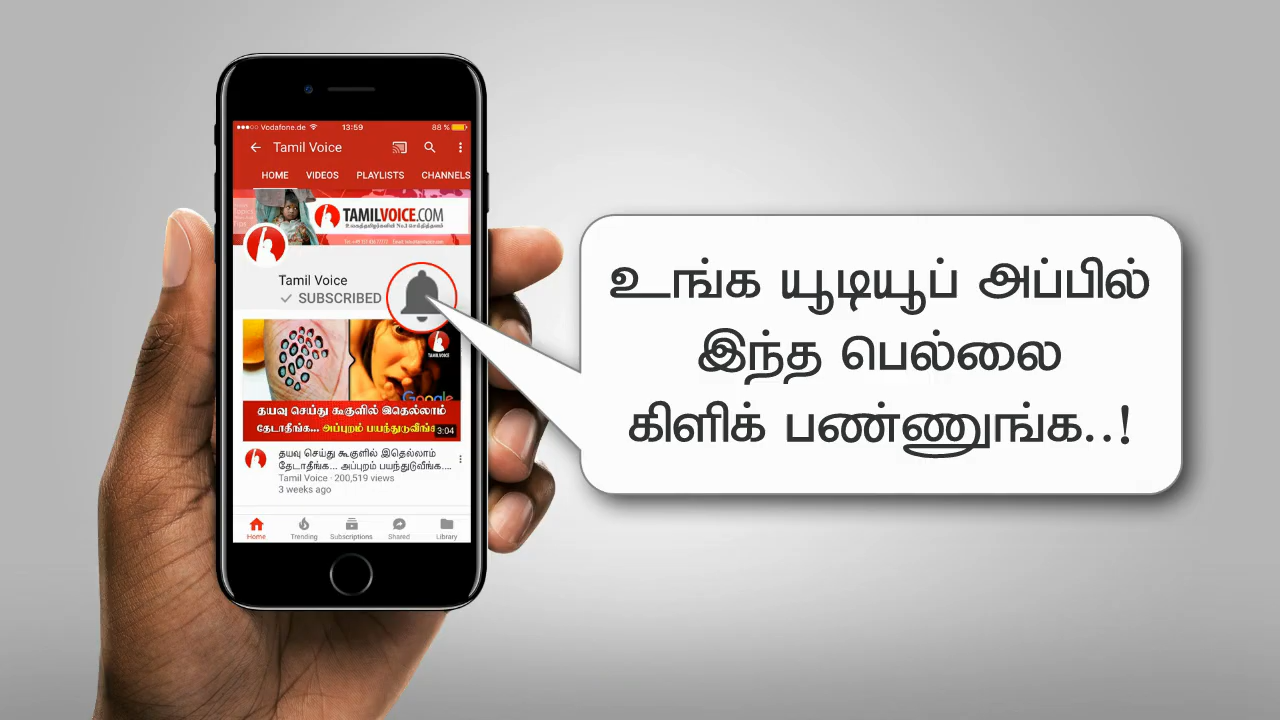 Vodafone.de
13:59
88 %
Tamil Voice
HOME
VIDEOS
PLAYLISTS
CHANNELS
TAMILVOICE.COM
Tamil Voice
SUBSCRIBED
TAMIL VOICE
Google
தயவு செய்து கூகுளில் இதெல்லாம்
தேடாதீங்க... அப்புறம் பயந்துடுவீங்க
3:04
தயவு செய்து கூகுளில் இதெல்லாம்
தேடாதீங்க... அப்புறம் பயந்துடுவீங்க....
Tamil Voice · 200,519 views
3 weeks ago
Home
Trending
Subscriptions
Shared
Library
உங்க யூடியூப் அப்பில்
இந்த பெல்லை
கிளிக் பண்ணுங்க..!